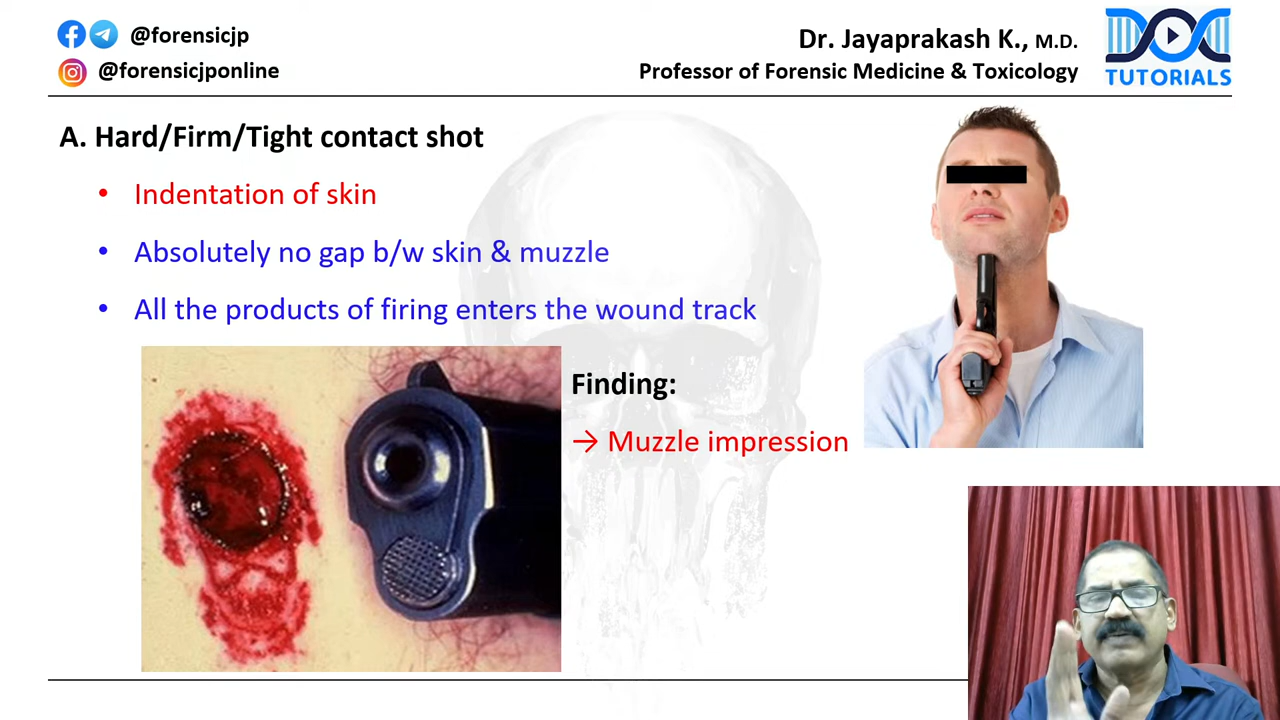 @forensicjp
@forensicjponline
Dr. Jayaprakash K., M.D.
Professor of Forensic Medicine & Toxicology
DOC
TUTORIALS
A. Hard/Firm/Tight contact shot
• Indentation of skin
• Absolutely no gap b/w skin & muzzle
• All the products of firing enters the wound track
Finding:
→ Muzzle impression